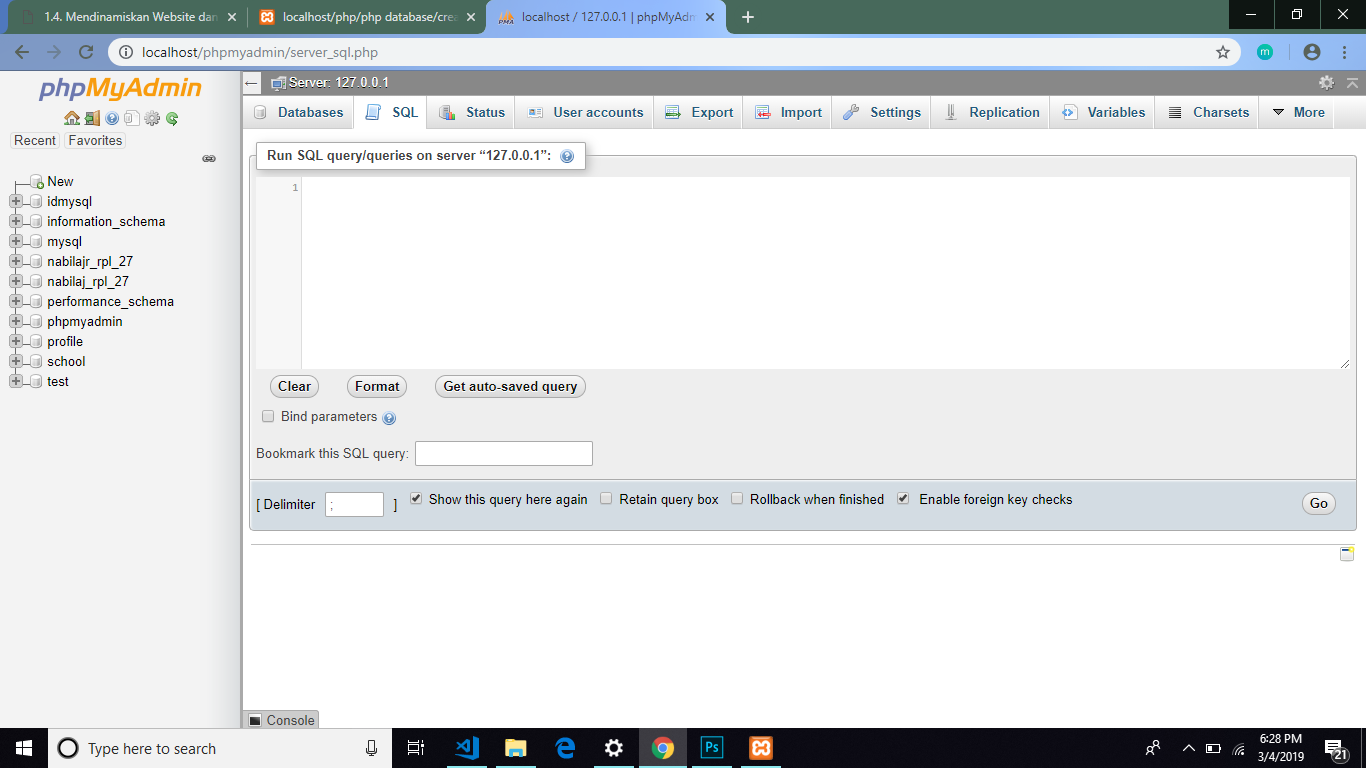 1.4. Mendinamiskan Website dan
localhost/php/php database/crea
localhost / 127.0.0.1 | phpMyAdm
localhost/phpmyadmin/server_sql.php
m
phpMyAdmin
Recent
Favorites
New
idmysql
information_schema
mysql
nabilajr_rpl_27
nabilaj_rpl_27
performance_schema
phpmyadmin
profile
school
test
Server: 127.0.0.1
Databases
SQL
Status
User accounts
Export
Import
Settings
Replication
Variables
Charsets
More
Run SQL query/queries on server “127.0.0.1”:
1
Clear
Format
Get auto-saved query
Bind parameters
Bookmark this SQL query:
[ Delimiter ; ]
Show this query here again
Retain query box
Rollback when finished
Enable foreign key checks
Go
Console
Type here to search
Ps
6:28 PM
3/4/2019
21